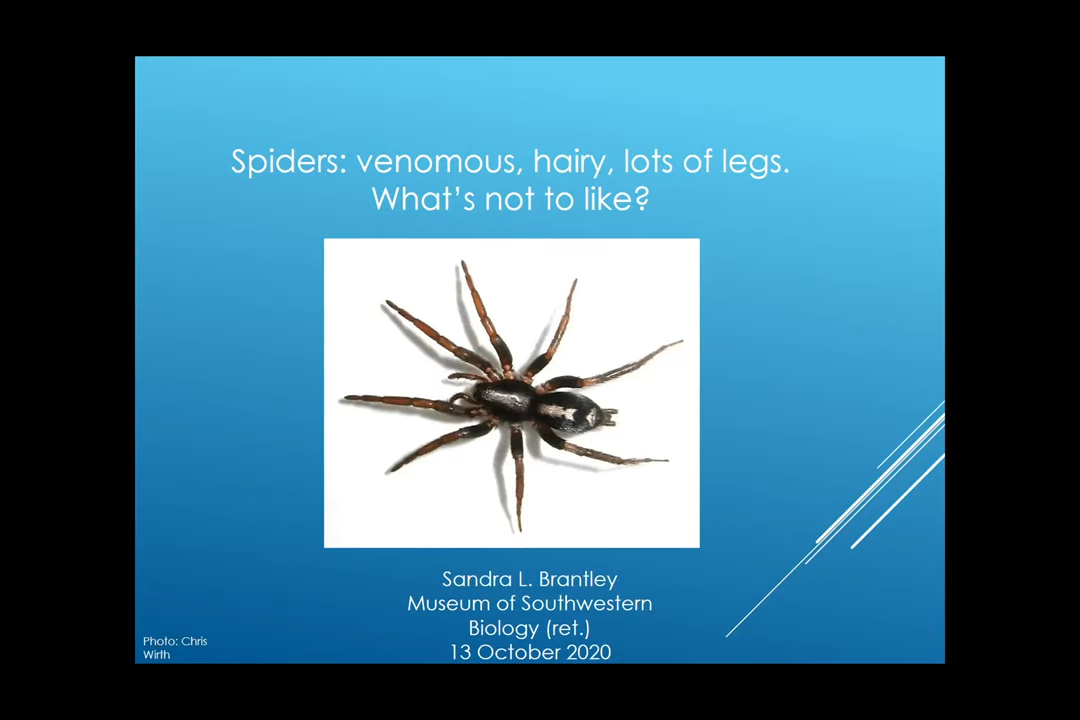 Spiders: venomous, hairy, lots of legs.
What's not to like?
Sandra L. Brantley
Museum of Southwestern
Biology (ret.)
13 October 2020
Photo: Chris
Wirth